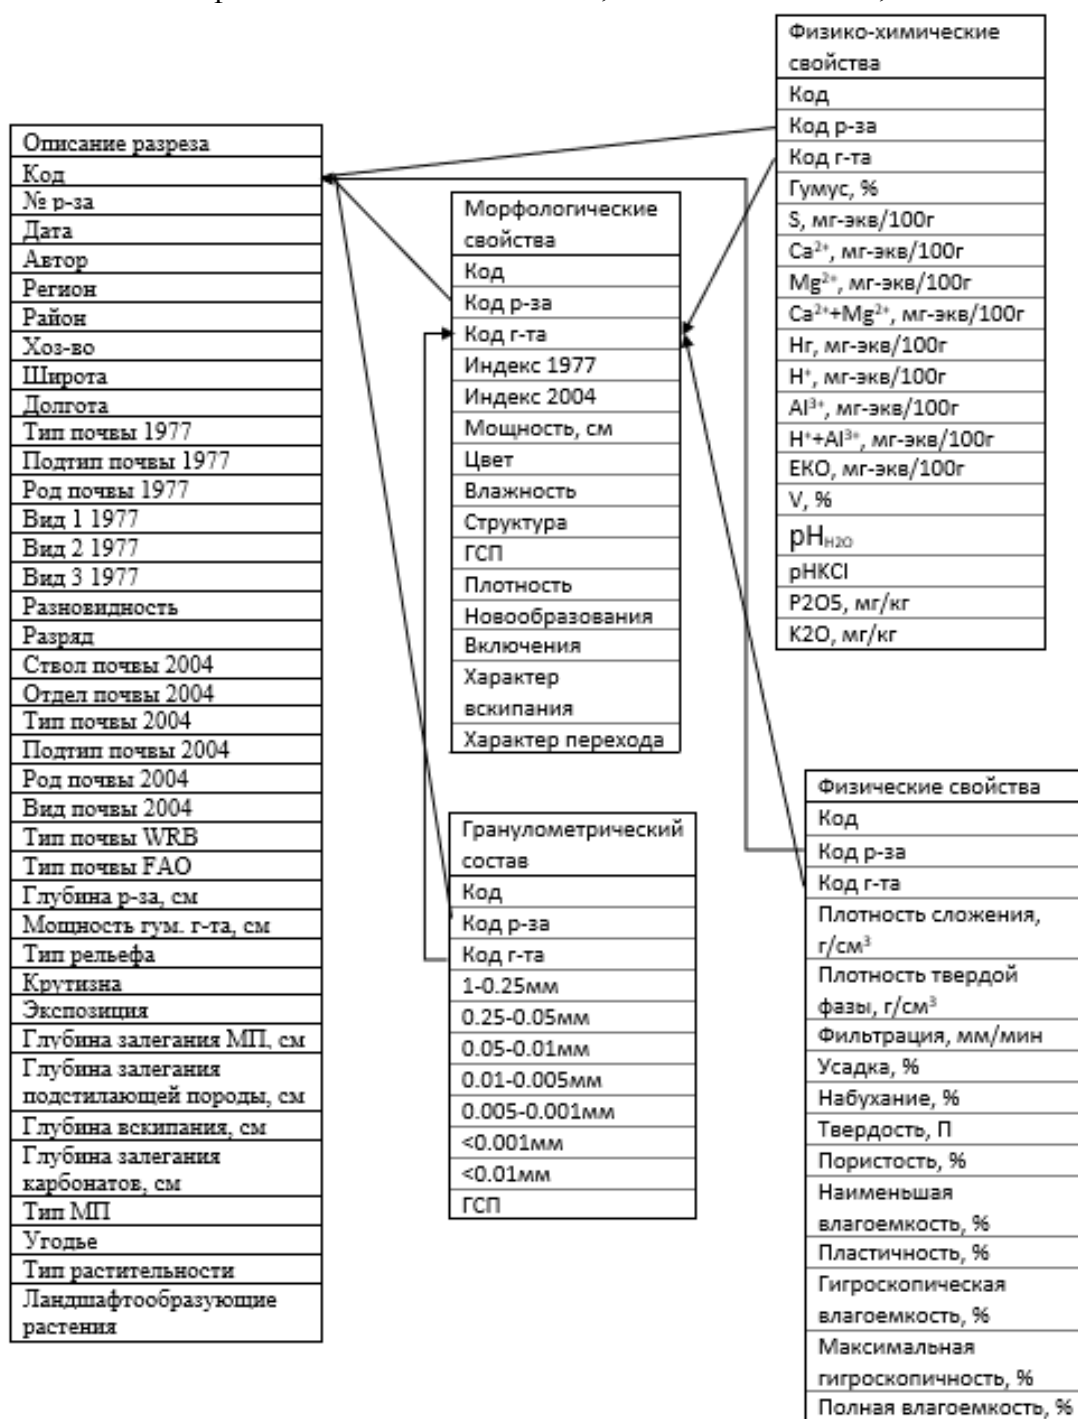 Описание разреза
Код
№ р-за
Дата
Автор
Регион
Район
Хоз-во
Широта
Долгота
Тип почвы 1977
Подтип почвы 1977
Род почвы 1977
Вид 1 1977
Вид 2 1977
Вид 3 1977
Разновидность
Разряд
Ствол почвы 2004
Отдел почвы 2004
Тип почвы 2004
Подтип почвы 2004
Род почвы 2004
Вид почвы 2004
Тип почвы WRB
Тип почвы FAO
Глубина р-за, см
Мощность гум. г-та, см
Тип рельефа
Крутизна
Экспозиция
Глубина залегания МП, см
Глубина залегания
подстилающей породы, см
Глубина вскипания, см
Глубина залегания
карбонатов, см
Тип МП
Угодье
Тип растительности
Ландшафтообразующие
растения
Морфологические
свойства
Код
Код р-за
Код г-та
Индекс 1977
Индекс 2004
Мощность, см
Цвет
Влажность
Структура
ГСП
Плотность
Новообразования
Включения
Характер
вскипания
Характер перехода
Гранулометрический
состав
Код
Код р-за
Код г-та
1-0.25мм
0.25-0.05мм
0.05-0.01мм
0.01-0.005мм
0.005-0.001мм
<0.001мм
<0.01мм
ГСП
Физико-химические
свойства
Код
Код р-за
Код г-та
Гумус, %
S, мг-экв/100г
Ca²⁺, мг-экв/100г
Mg²⁺, мг-экв/100г
Ca²⁺+Mg²⁺, мг-экв/100г
Нг, мг-экв/100г
H⁺, мг-экв/100г
Al³⁺, мг-экв/100г
H⁺+Al³⁺, мг-экв/100г
ЕКО, мг-экв/100г
V, %
pH₍H2O₎
pHKCl
P2O5, мг/кг
K2O, мг/кг
Физические свойства
Код
Код р-за
Код г-та
Плотность сложения,
г/см³
Плотность твердой
фазы, г/см³
Фильтрация, мм/мин
Усадка, %
Набухание, %
Твердость, П
Пористость, %
Наименьшая
влагоемкость, %
Пластичность, %
Гигроскопическая
влагоемкость, %
Максимальная
гигроскопичность, %
Полная влагоемкость, %